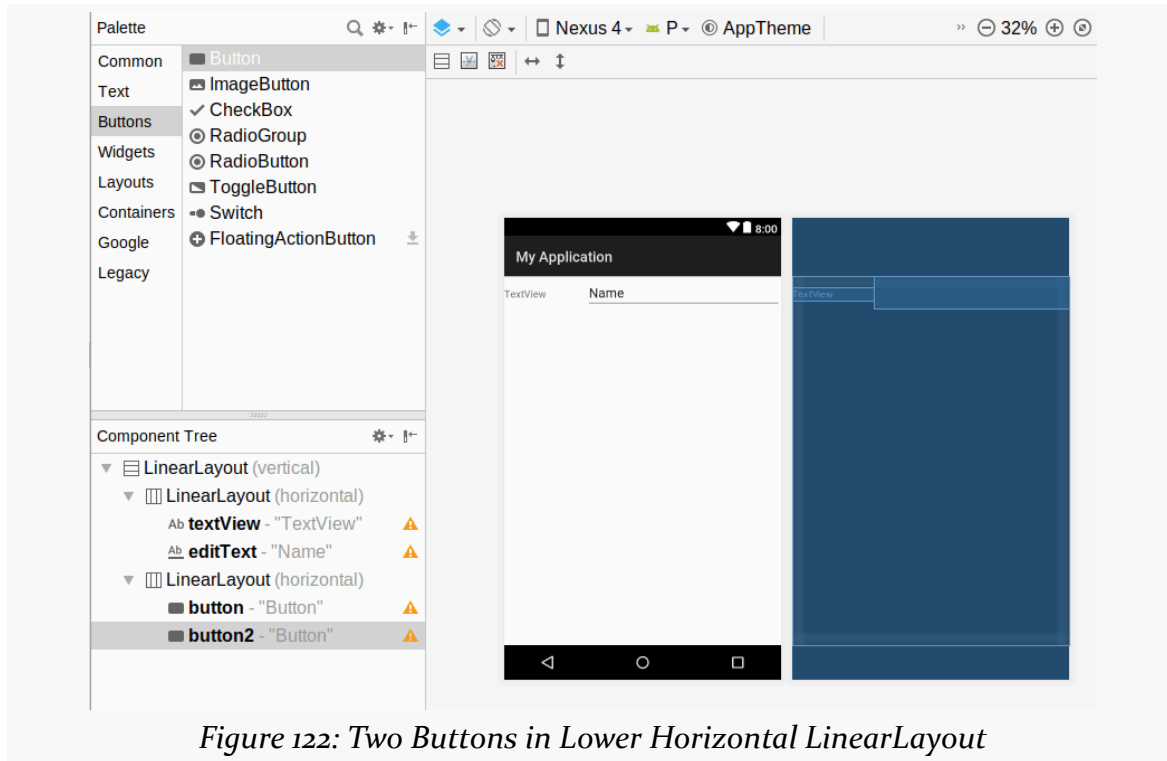 Palette
Nexus 4 P AppTheme 32%
Common
Text
Buttons
Widgets
Layouts
Containers
Google
Legacy
Button
ImageButton
CheckBox
RadioGroup
RadioButton
ToggleButton
Switch
FloatingActionButton
8:00
My Application
TextView Name
TextView
Component Tree
LinearLayout (vertical)
LinearLayout (horizontal)
Ab textView - "TextView"
Ab editText - "Name"
LinearLayout (horizontal)
button - "Button"
button2 - "Button"
Figure 122: Two Buttons in Lower Horizontal LinearLayout